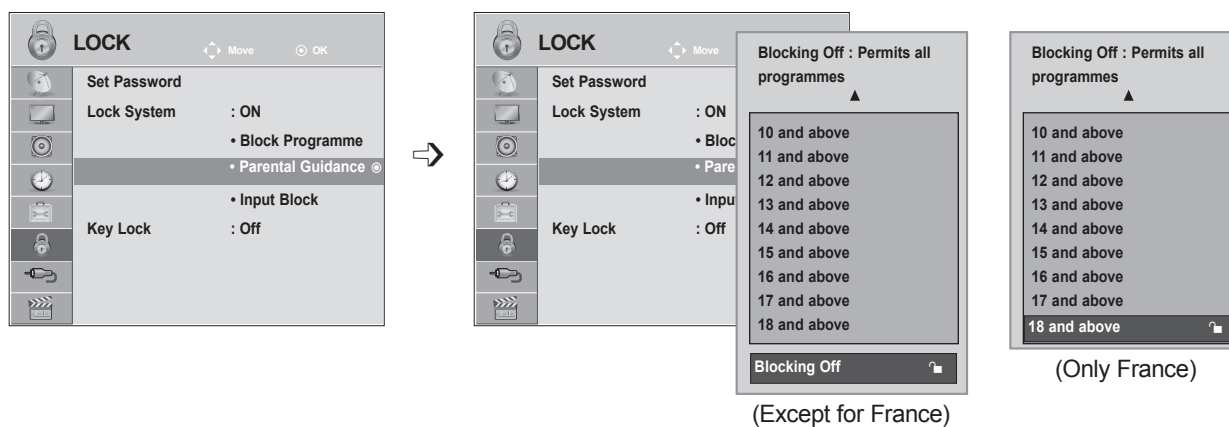 LOCK
Move
OK
Set Password
Lock System : ON
• Block Programme
• Parental Guidance
• Input Block
Key Lock : Off
LOCK
Move
Set Password
Lock System : ON
• Bloc
• Pare
• Inpu
Key Lock : Off
Blocking Off : Permits all
programmes
10 and above
11 and above
12 and above
13 and above
14 and above
15 and above
16 and above
17 and above
18 and above
Blocking Off
(Except for France)
Blocking Off : Permits all
programmes
10 and above
11 and above
12 and above
13 and above
14 and above
15 and above
16 and above
17 and above
18 and above
(Only France)